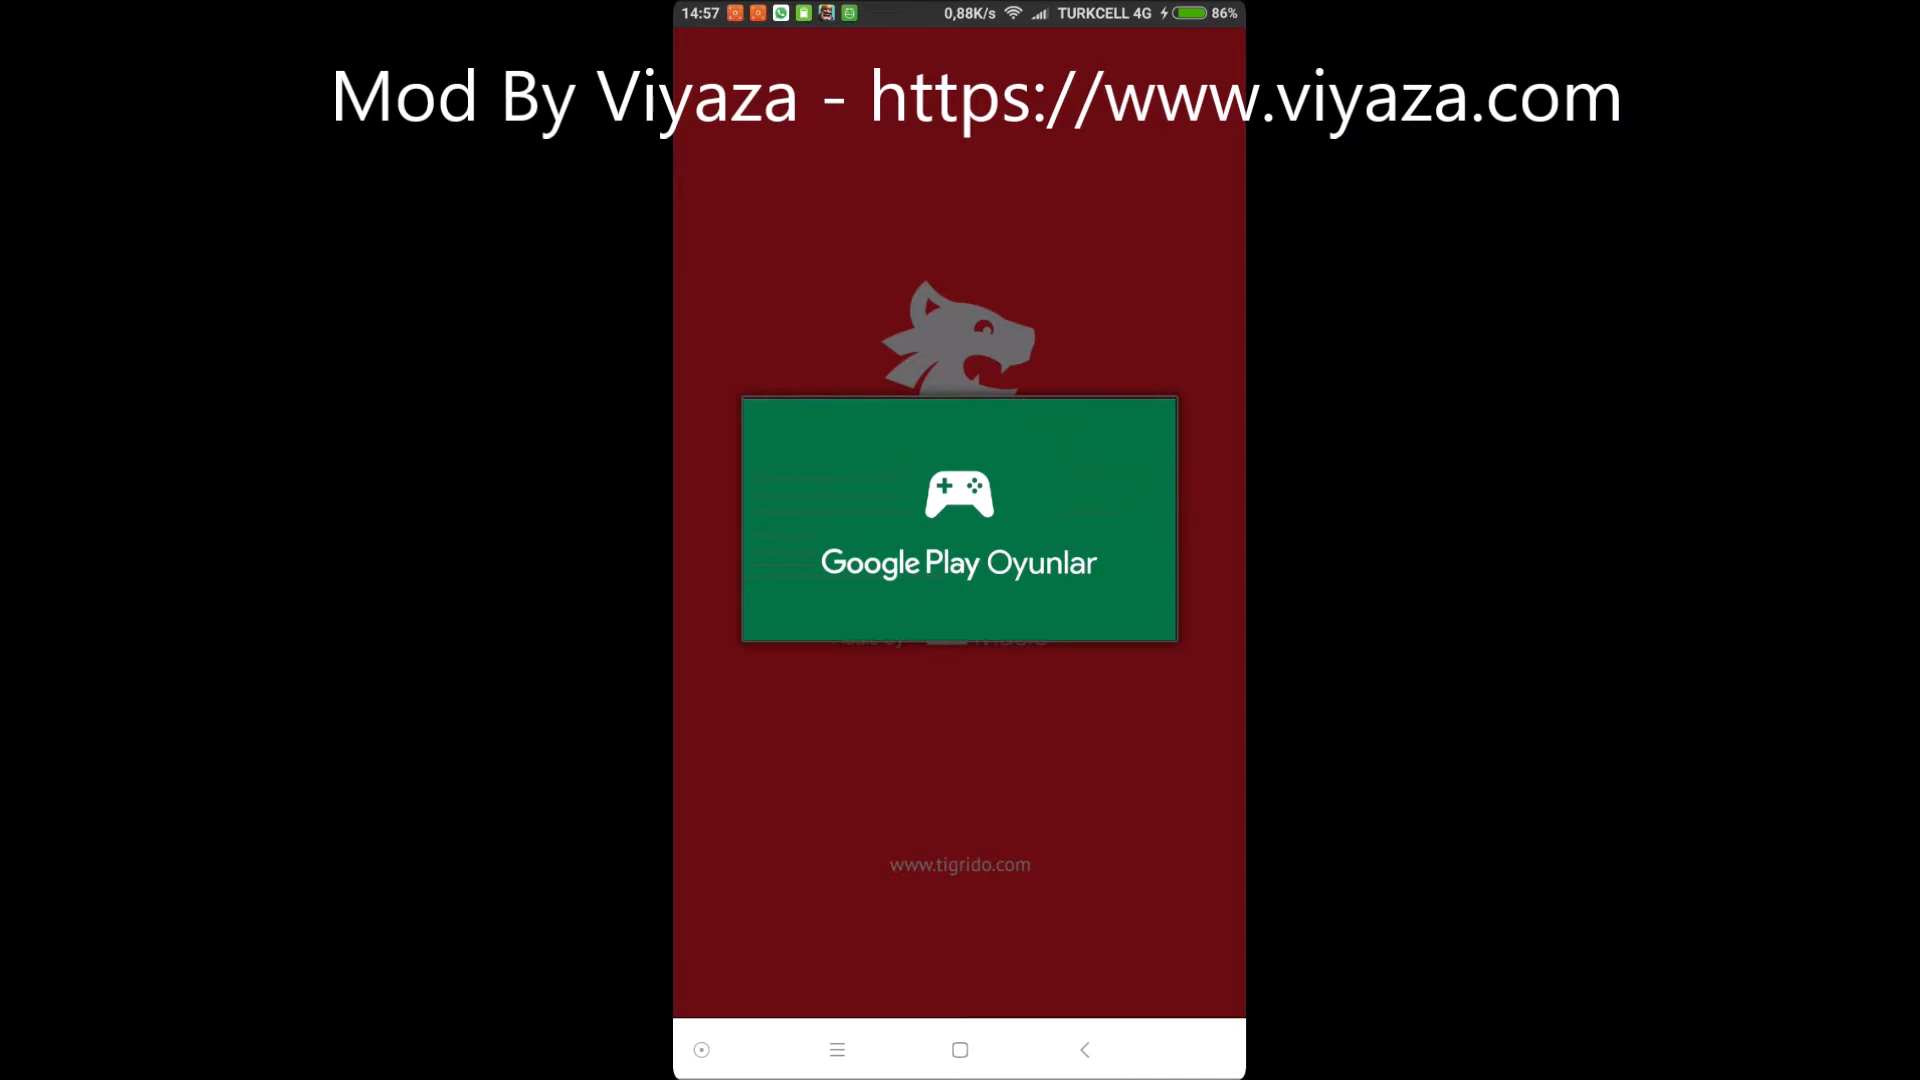 14:57 0,88K/s TURKCELL 4G 86%
Mod By Viyaza - https://www.viyaza.com
Google Play Oyunlar
www.tigrido.com